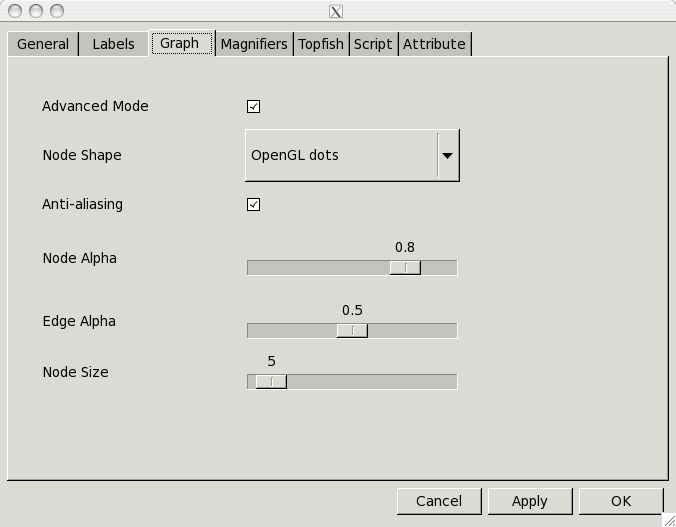 General Labels Graph Magnifiers Topfish Script Attribute
Advanced Mode
Node Shape OpenGL dots
Anti-aliasing
0.8
Node Alpha
0.5
Edge Alpha
5
Node Size
Cancel Apply OK